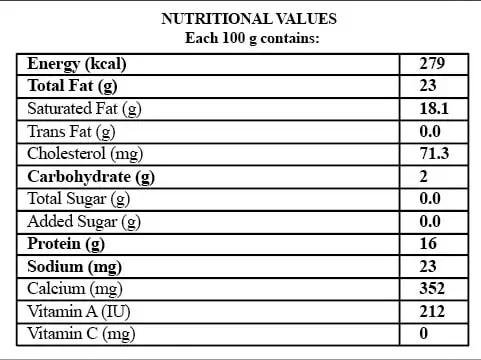 NUTRITIONAL VALUES
Each 100 g contains:
Energy (kcal) 279
Total Fat (g) 23
Saturated Fat (g) 18.1
Trans Fat (g) 0.0
Cholesterol (mg) 71.3
Carbohydrate (g) 2
Total Sugar (g) 0.0
Added Sugar (g) 0.0
Protein (g) 16
Sodium (mg) 23
Calcium (mg) 352
Vitamin A (IU) 212
Vitamin C (mg) 0